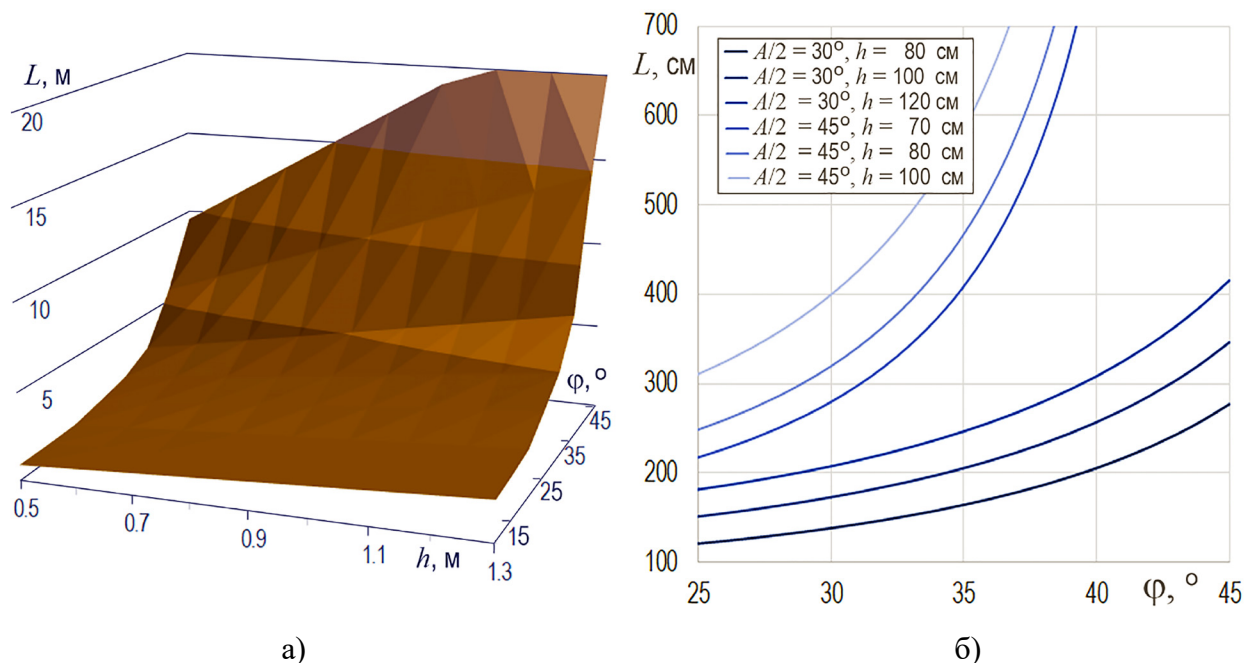 L, м
20
15
10
5
0.5
0.7
0.9
1.1
1.3
h, м
φ, °
45
35
25
15
а)
700
L, см
600
500
400
300
200
100
25
30
35
40
φ, °
45
A/2 = 30°, h = 80 см
A/2 = 30°, h = 100 см
A/2 = 30°, h = 120 см
A/2 = 45°, h = 70 см
A/2 = 45°, h = 80 см
A/2 = 45°, h = 100 см
б)